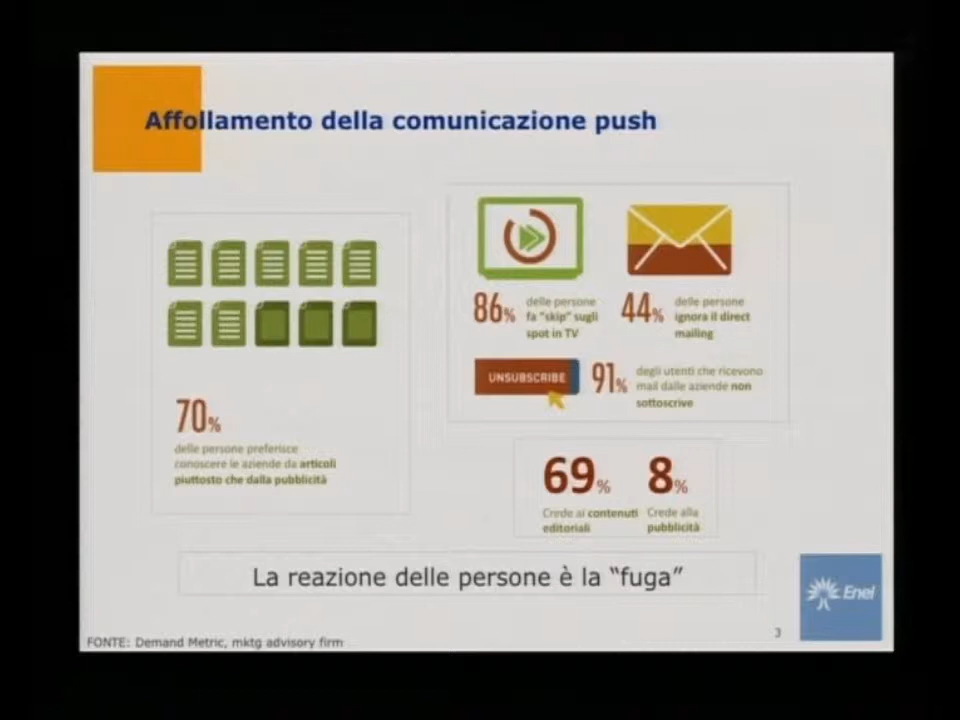 Affollamento della comunicazione push
70%
delle persone preferisce
conoscere le aziende da articoli
piuttosto che dalla pubblicità
86%
delle persone
fa "skip" sugli
spot in TV
44%
delle persone
ignora il direct
mailing
UNSUBSCRIBE
91%
degli utenti che ricevono
mail dalle aziende non
sottoscrive
69%
Crede ai contenuti
editoriali
8%
Crede alla
pubblicità
La reazione delle persone è la “fuga”
Enel
3
FONTE: Demand Metric, mktg advisory firm